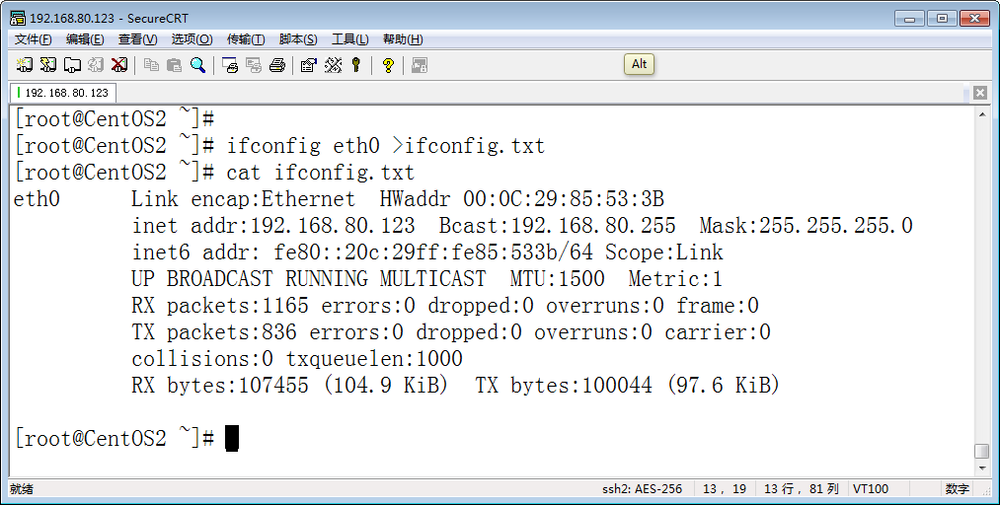 192.168.80.123 - SecureCRT
文件(F) 编辑(E) 查看(V) 选项(O) 传输(T) 脚本(S) 工具(L) 帮助(H)
Alt
192.168.80.123
[root@CentOS2 ~]#
[root@CentOS2 ~]# ifconfig eth0 >ifconfig.txt
[root@CentOS2 ~]# cat ifconfig.txt
eth0      Link encap:Ethernet  HWaddr 00:0C:29:85:53:3B
          inet addr:192.168.80.123  Bcast:192.168.80.255  Mask:255.255.255.0
          inet6 addr: fe80::20c:29ff:fe85:533b/64 Scope:Link
          UP BROADCAST RUNNING MULTICAST  MTU:1500  Metric:1
          RX packets:1165 errors:0 dropped:0 overruns:0 frame:0
          TX packets:836 errors:0 dropped:0 overruns:0 carrier:0
          collisions:0 txqueuelen:1000
          RX bytes:107455 (104.9 KiB)  TX bytes:100044 (97.6 KiB)
[root@CentOS2 ~]#
就绪 ssh2: AES-256 13, 19 13 行, 81 列 VT100 数字